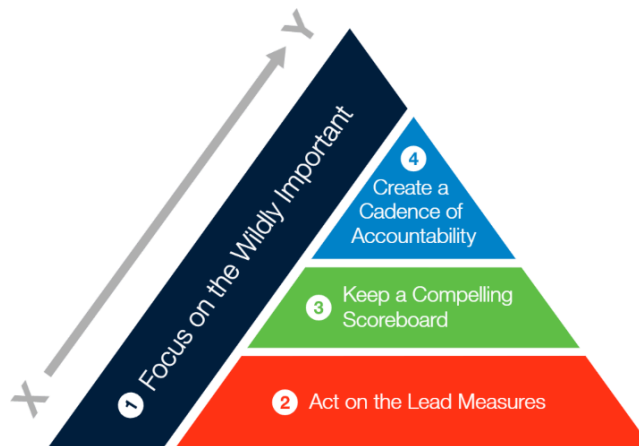 Y
X
1 Focus on the Wildly Important
4
Create a
Cadence of
Accountability
3 Keep a Compelling
Scoreboard
2 Act on the Lead Measures